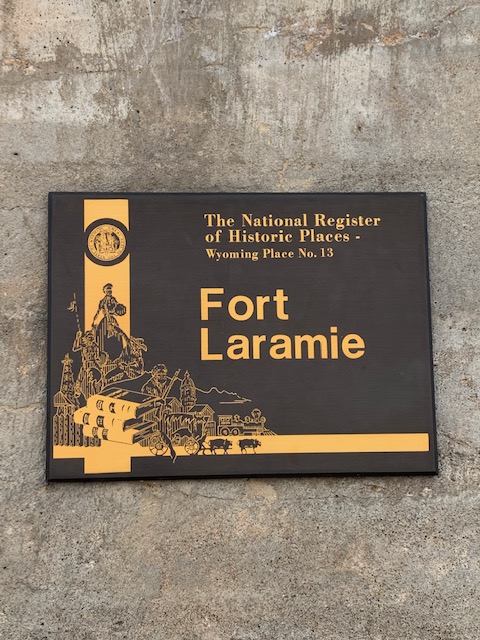 The National Register
of Historic Places -
Wyoming Place No. 13
Fort
Laramie